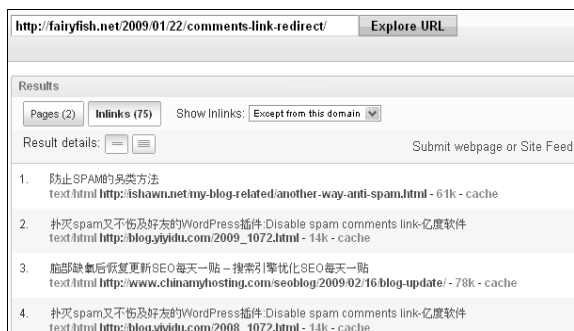 http://fairyfish.net/2009/01/22/comments-link-redirect/ Explore URL
Results
Pages (2) Inlinks (75) Show Inlinks: Except from this domain
Result details: Submit webpage or Site Feed
1. 防止SPAM的另类方法
text/html http://ishawn.net/my-blog-related/another-way-anti-spam.html - 61k - cache
2. 扑灭spam又不伤及好友的WordPress插件:Disable spam comments link-亿度软件
text/html http://blog.yiyidu.com/2009_1072.html - 14k - cache
3. 脑部缺氧后恢复更新SEO每天一贴 – 搜索引擎优化SEO每天一贴
text/html http://www.chinamyhosting.com/seoblog/2009/02/16/blog-update/ - 78k - cache
4. 扑灭spam又不伤及好友的WordPress插件:Disable spam comments link-亿度软件
text/html http://blog.yiyidu.com/2008_1072.html - 14k - cache